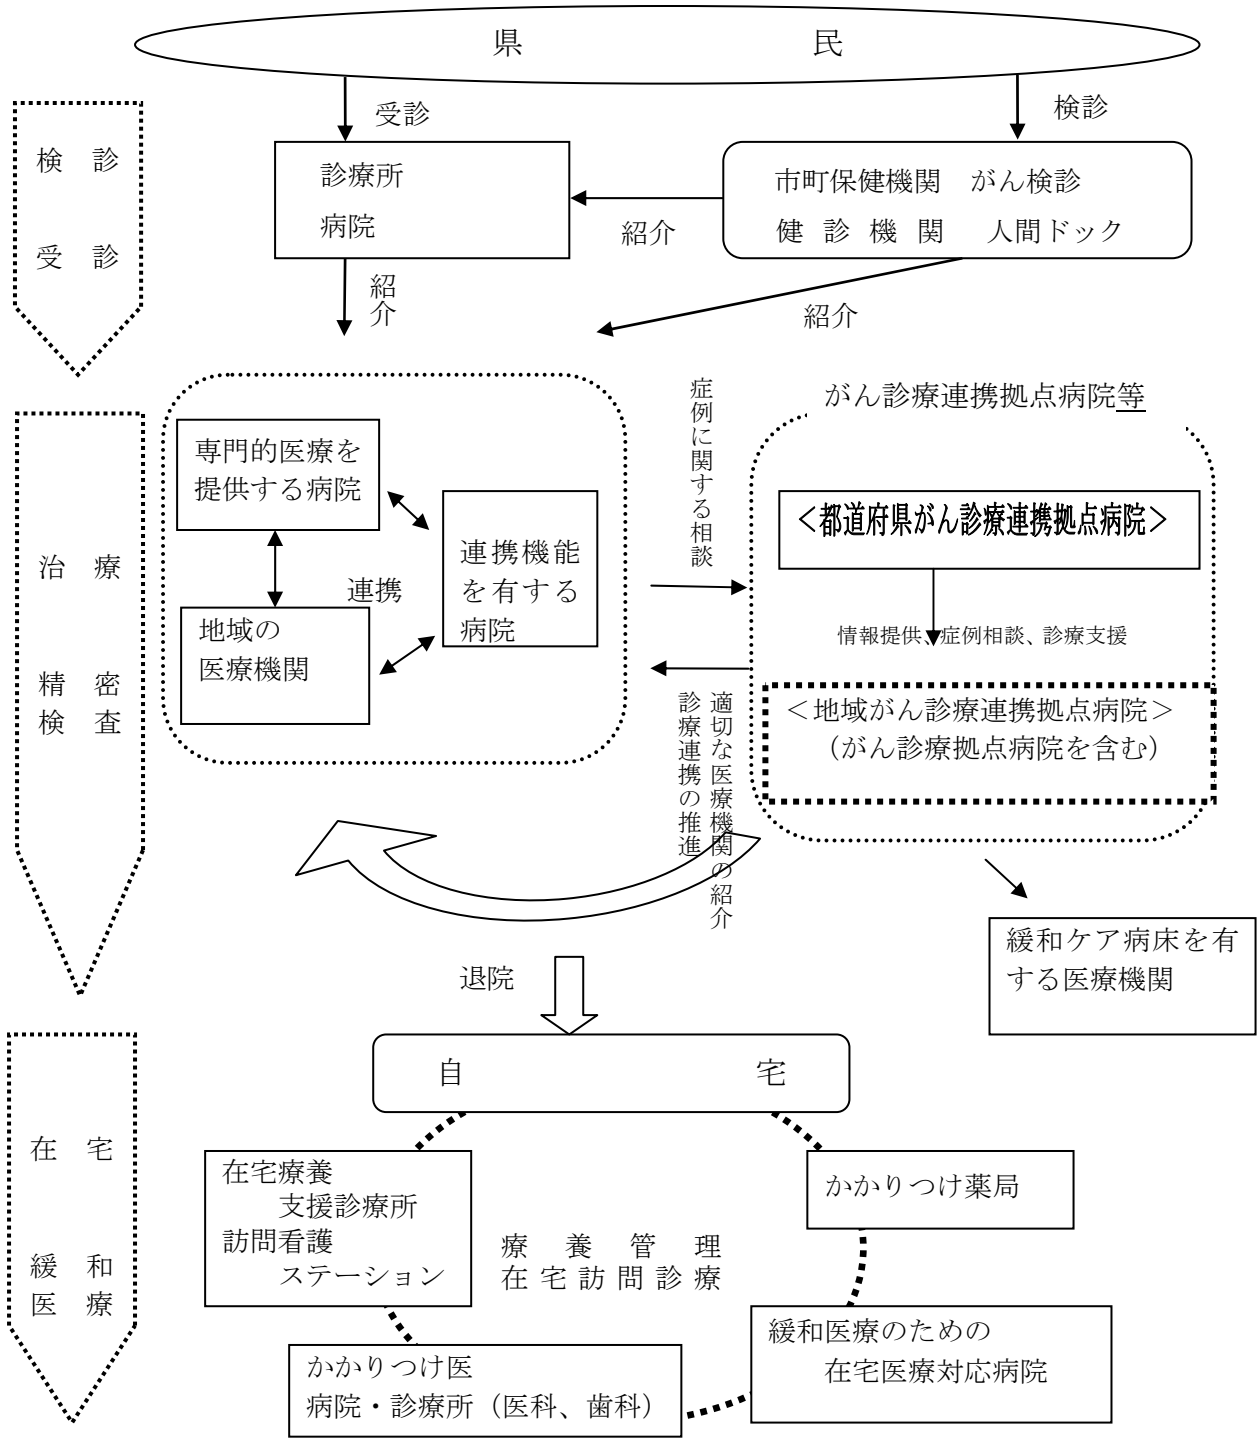 県 民
受診
検診
検 診
受 診
診療所
病院
市町保健機関 がん検診
健 診 機 関 人間ドック
紹介
紹介
紹介
がん診療連携拠点病院等
症例に関する相談
専門的医療を
提供する病院
連携機能
を有する
病院
連携
地域の
医療機関
治 療
精 密
検 査
<都道府県がん診療連携拠点病院>
情報提供、症例相談、診療支援
<地域がん診療連携拠点病院>
(がん診療拠点病院を含む)
適切な医療機関の紹介
診療連携の推進
緩和ケア病床を有
する医療機関
退院
自 宅
在 宅
緩 和
医 療
在宅療養
支援診療所
訪問看護
ステーション
かかりつけ薬局
療 養 管 理
在 宅 訪 問 診 療
緩和医療のための
在宅医療対応病院
かかりつけ医
病院・診療所(医科、歯科)